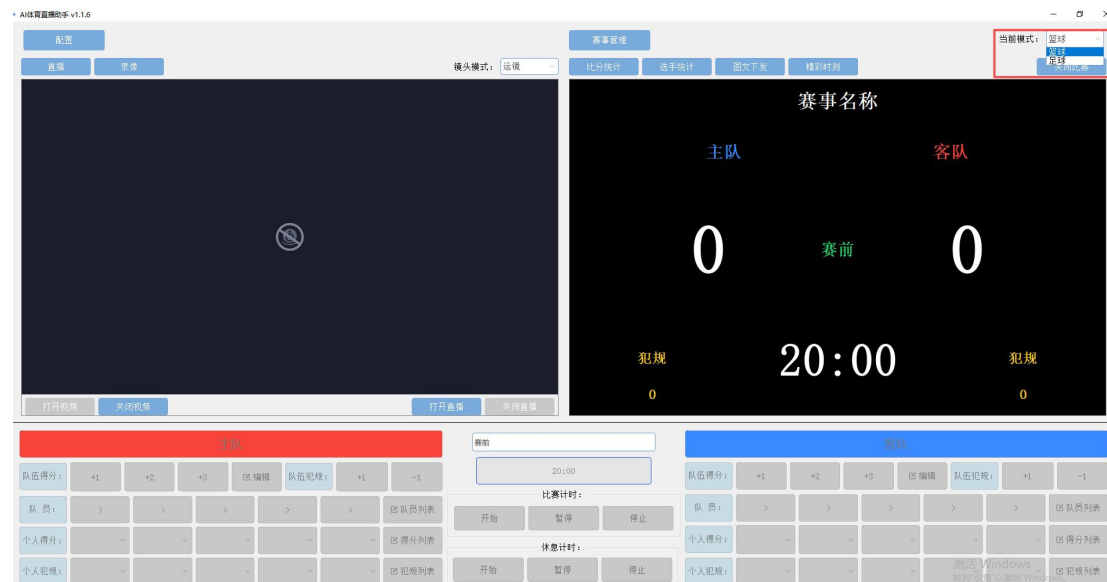 AI体育直播助手 v1.1.6
配置
赛事管理
当前模式： 篮球
篮球
足球
直播 录像 镜头模式： 运镜
比分统计 选手统计 图文下发 精彩时刻 关闭比赛
赛事名称
主队 客队
0 赛前 0
犯规 20:00 犯规
0 0
打开视频 关闭视频 打开直播 关闭直播
主队 赛前 客队
队伍得分： +1 +2 +3 编辑 队伍犯规： +1 -1
20:00
队伍得分： +1 +2 +3 编辑 队伍犯规： +1 -1
比赛计时：
队 员： > > > > > 队员列表
开始 暂停 停止
队 员： > > > > > 队员列表
个人得分： 得分列表
休息计时：
个人得分： 得分列表
个人犯规： 犯规列表
开始 暂停 停止
个人犯规： 犯规列表
激活 Windows